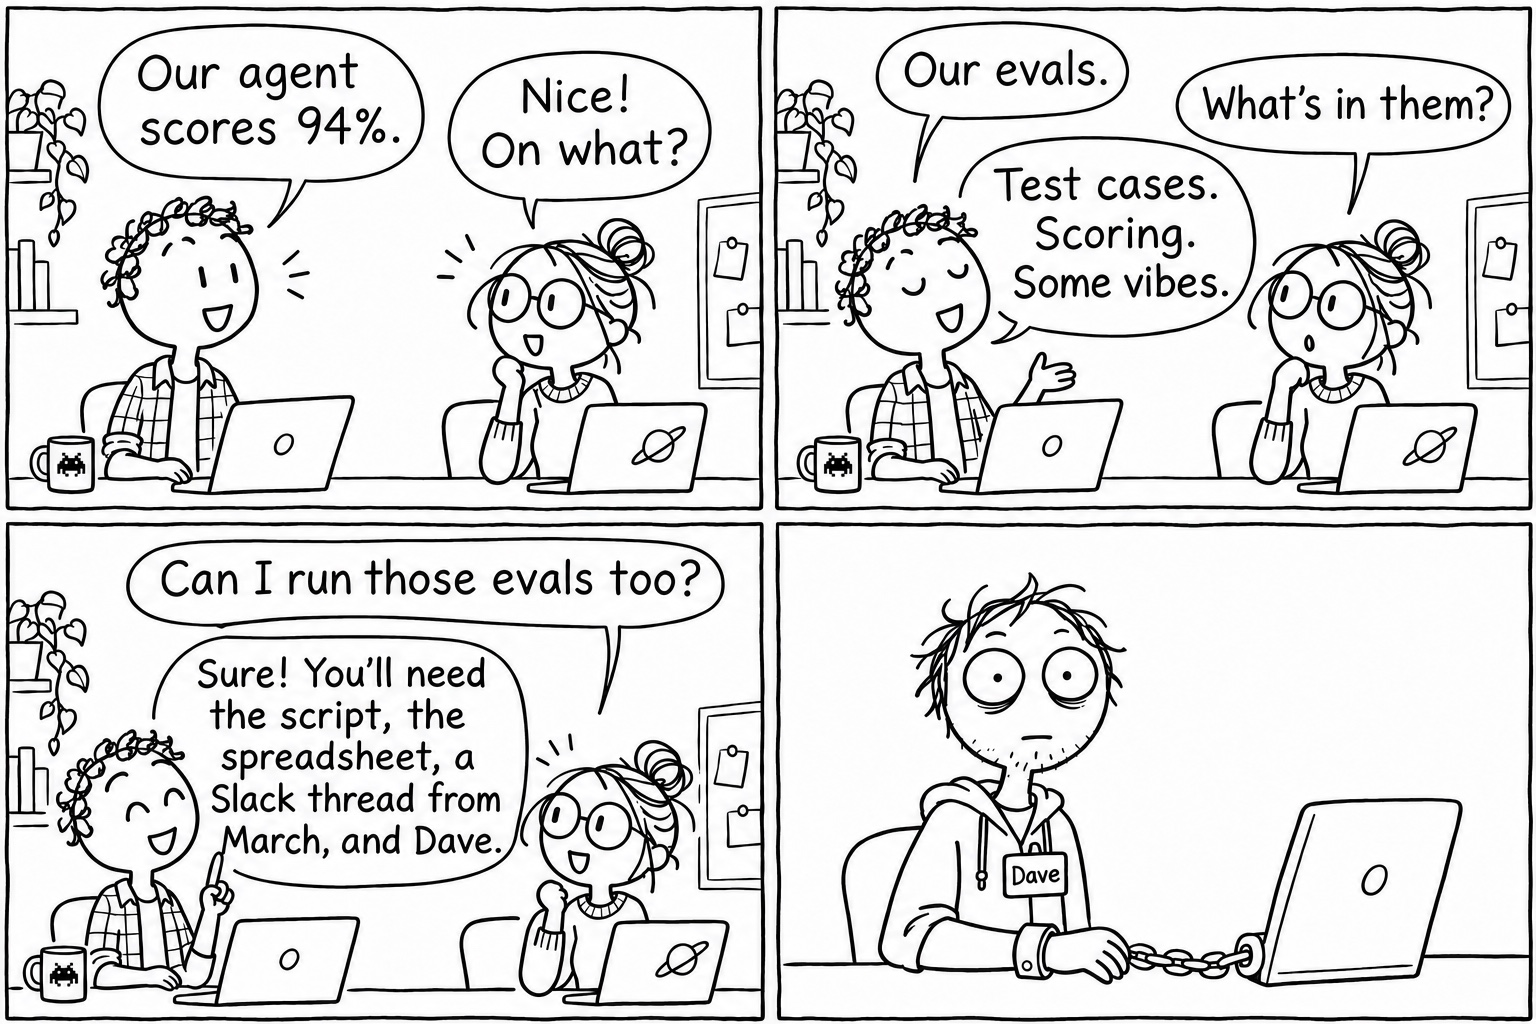 Our agent
scores 94%.
Nice!
On what?
Our evals.
What's in them?
Test cases.
Scoring.
Some vibes.
Can I run those evals too?
Sure! You'll need
the script, the
spreadsheet, a
Slack thread from
March, and Dave.
Dave